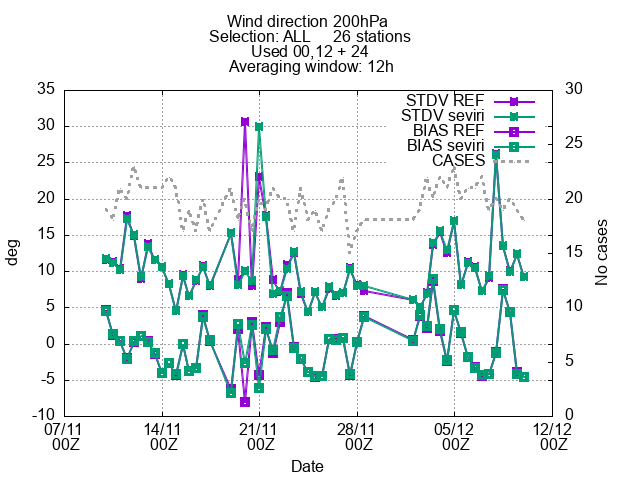 Wind direction 200hPa
Selection: ALL 26 stations
Used 00,12 + 24
Averaging window: 12h
STDV REF
STDV seviri
BIAS REF
BIAS seviri
CASES
deg
35
30
25
20
15
10
5
0
-5
-10
No cases
30
25
20
15
10
5
0
07/11 14/11 21/11 28/11 05/12 12/12
00Z 00Z 00Z 00Z 00Z 00Z
Date